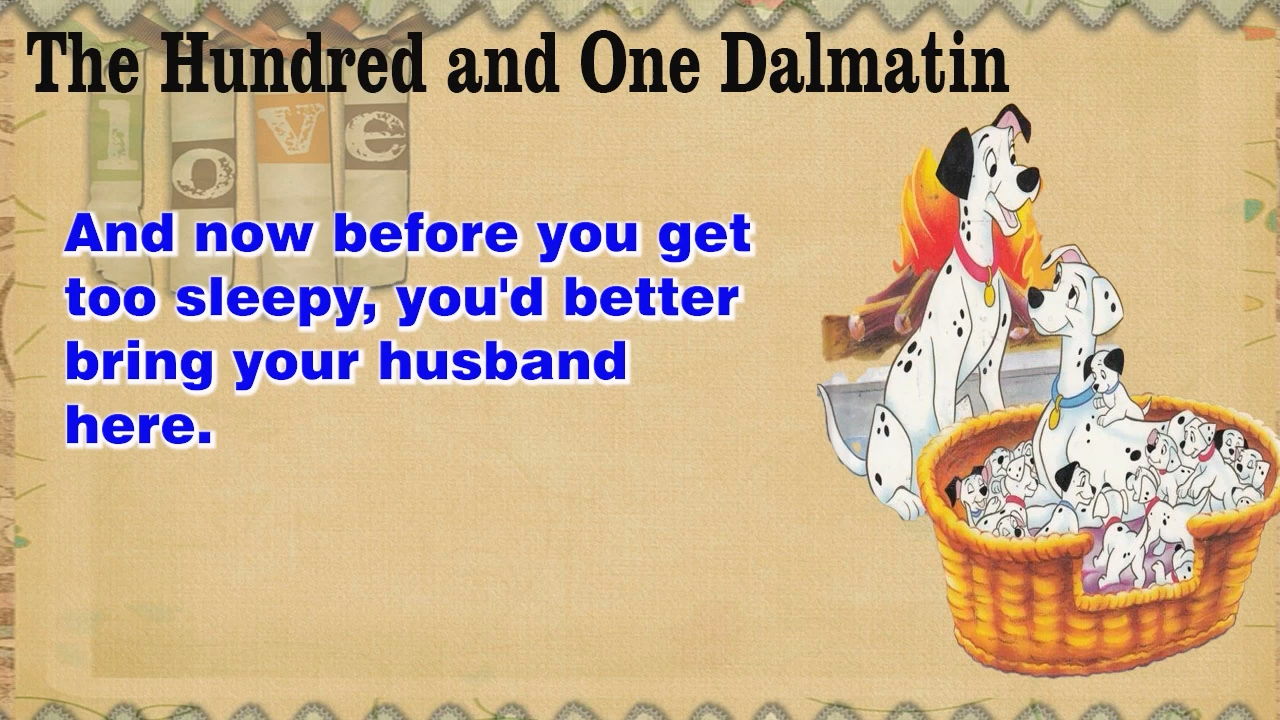 The Hundred and One Dalmatin
love
And now before you get
too sleepy, you'd better
bring your husband
here.